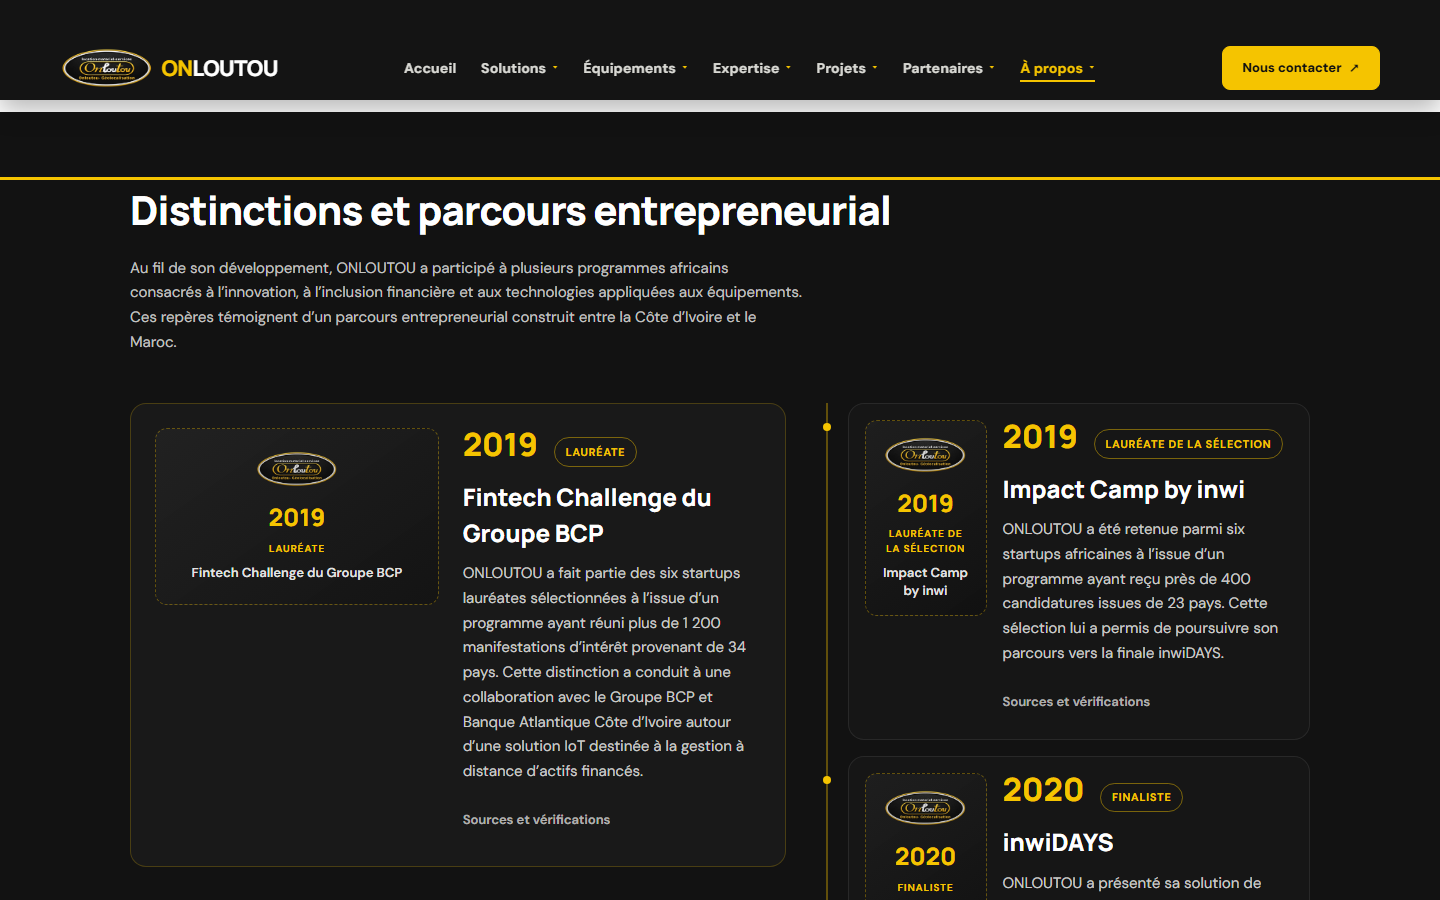 Onloutou
ONLOUTOU
Accueil
Solutions
Équipements
Expertise
Projets
Partenaires
À propos
Nous contacter ↗
Distinctions et parcours entrepreneurial
Au fil de son développement, ONLOUTOU a participé à plusieurs programmes africains
consacrés à l’innovation, à l’inclusion financière et aux technologies appliquées aux équipements.
Ces repères témoignent d’un parcours entrepreneurial construit entre la Côte d’Ivoire et le
Maroc.
Onloutou
2019
LAURÉATE
Fintech Challenge du Groupe BCP
2019 LAURÉATE
Fintech Challenge du
Groupe BCP
ONLOUTOU a fait partie des six startups
lauréates sélectionnées à l’issue d’un
programme ayant réuni plus de 1 200
manifestations d’intérêt provenant de 34
pays. Cette distinction a conduit à une
collaboration avec le Groupe BCP et
Banque Atlantique Côte d’Ivoire autour
d’une solution IoT destinée à la gestion à
distance d’actifs financés.
Sources et vérifications
Onloutou
2019
LAURÉATE DE
LA SÉLECTION
Impact Camp
by inwi
2019 LAURÉATE DE LA SÉLECTION
Impact Camp by inwi
ONLOUTOU a été retenue parmi six
startups africaines à l’issue d’un
programme ayant reçu près de 400
candidatures issues de 23 pays. Cette
sélection lui a permis de poursuivre son
parcours vers la finale inwiDAYS.
Sources et vérifications
Onloutou
2020
FINALISTE
2020 FINALISTE
inwiDAYS
ONLOUTOU a présenté sa solution de